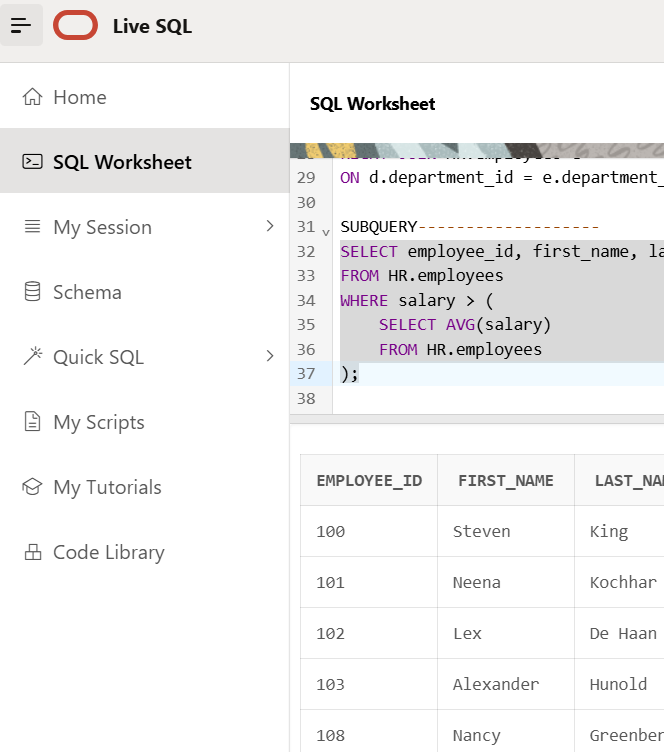 Live SQL
Home
SQL Worksheet
My Session
Schema
Quick SQL
My Scripts
My Tutorials
Code Library
SQL Worksheet
29 ON d.department_id = e.department_
30
31 SUBQUERY-------------------
32 SELECT employee_id, first_name, la
33 FROM HR.employees
34 WHERE salary > (
35 SELECT AVG(salary)
36 FROM HR.employees
37 );
38
EMPLOYEE_ID FIRST_NAME LAST_NA
100 Steven King
101 Neena Kochhar
102 Lex De Haan
103 Alexander Hunold
108 Nancy Greenber